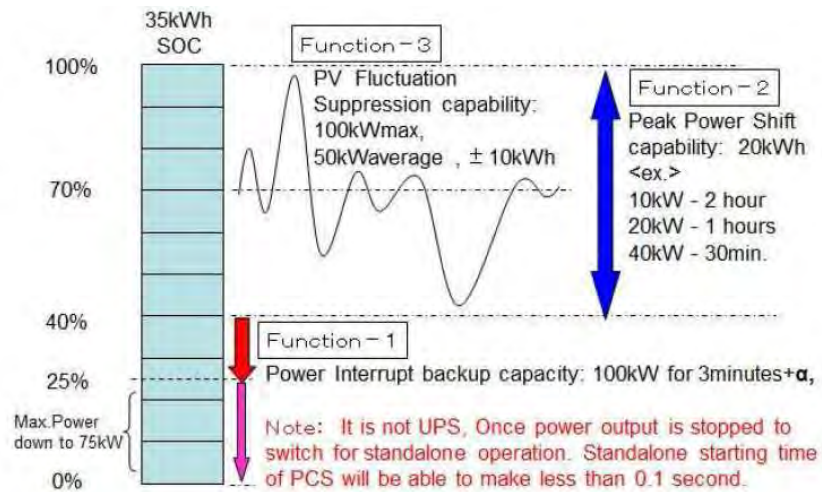 35kWh
SOC
100%
70%
40%
25%
0%
Max.Power
down to 75kW
Function-3
PV Fluctuation
Suppression capability:
100kWmax,
50kWaverage , ± 10kWh
Function-2
Peak Power Shift
capability: 20kWh
<ex.>
10kW - 2 hour
20kW - 1 hours
40kW - 30min.
Function-1
Power Interrupt backup capacity: 100kW for 3minutes+α,
Note: It is not UPS, Once power output is stopped to
switch for standalone operation. Standalone starting time
of PCS will be able to make less than 0.1 second.